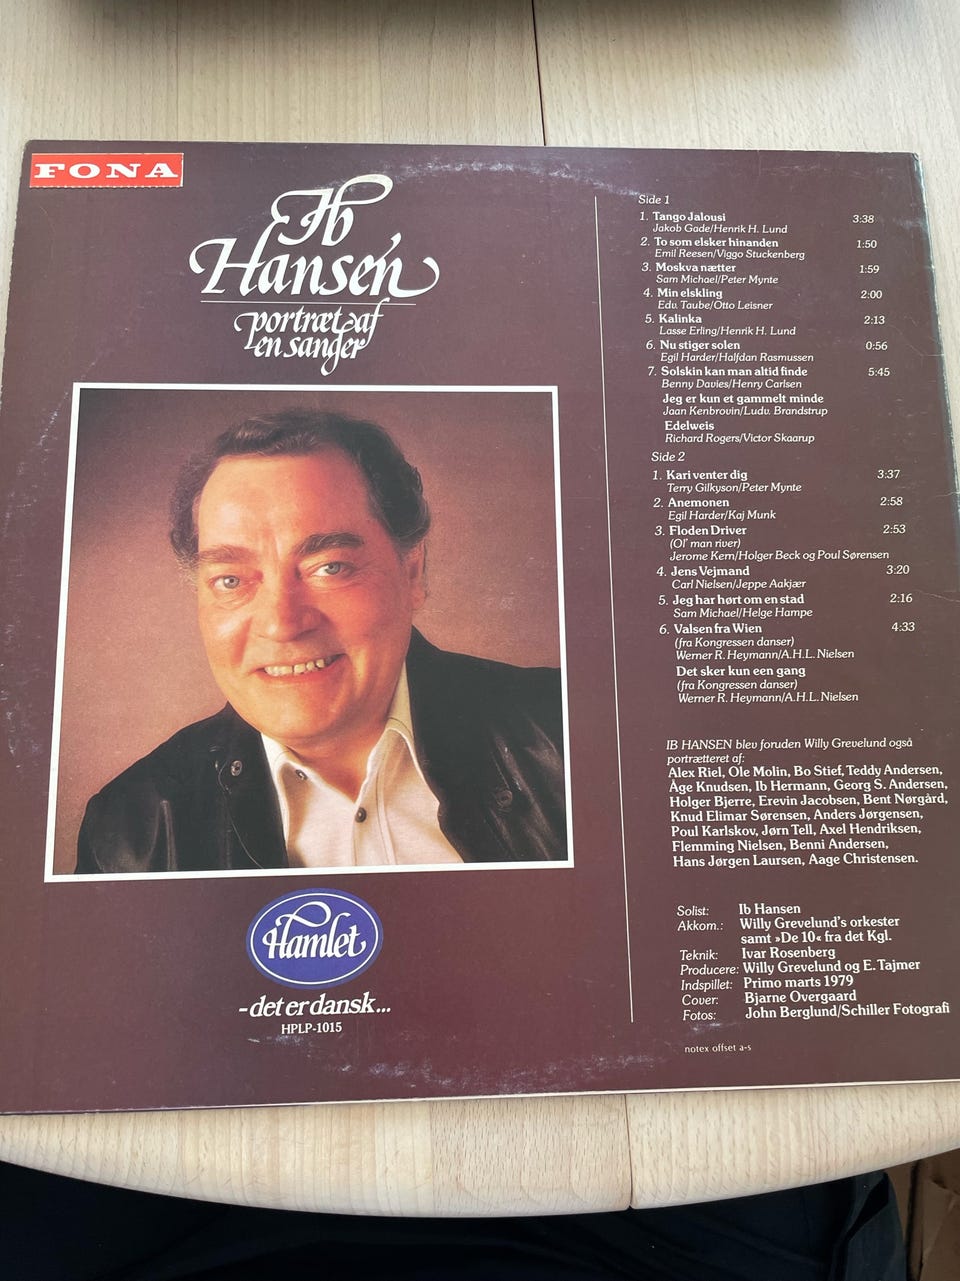 FONA
Ib
Hansen
portræt af
en sanger
Side 1
1. Tango Jalousi 3:38
Jakob Gade/Henrik H. Lund
2. To som elsker hinanden 1:50
Emil Reesen/Viggo Stuckenberg
3. Moskva nætter 1:59
Sam Michael/Peter Mynte
4. Min elskling 2:00
Edv. Taube/Otto Leisner
5. Kalinka 2:13
Lasse Erling/Henrik H. Lund
6. Nu stiger solen 0:56
Egil Harder/Halfdan Rasmussen
7. Solskin kan man altid finde 5:45
Benny Davies/Henry Carlsen
Jeg er kun et gammelt minde
Jaan Kenbrovin/Ludv. Brandstrup
Edelweis
Richard Rogers/Victor Skaarup
Side 2
1. Kari venter dig 3:37
Terry Gilkyson/Peter Mynte
2. Anemonen 2:58
Egil Harder/Kaj Munk
3. Floden Driver 2:53
(Ol' man river)
Jerome Kern/Holger Beck og Poul Sørensen
4. Jens Vejmand 3:20
Carl Nielsen/Jeppe Aakjær
5. Jeg har hørt om en stad 2:16
Sam Michael/Helge Hampe
6. Valsen fra Wien 4:33
(fra Kongressen danser)
Werner R. Heymann/A.H.L. Nielsen
Det sker kun een gang
(fra Kongressen danser)
Werner R. Heymann/A.H.L. Nielsen
IB HANSEN blev foruden Willy Grevelund også
portrætteret af:
Alex Riel, Ole Molin, Bo Stief, Teddy Andersen,
Åge Knudsen, Ib Hermann, Georg S. Andersen,
Holger Bjerre, Erevin Jacobsen, Bent Nørgård,
Knud Elimar Sørensen, Anders Jørgensen,
Poul Karlskov, Jørn Tell, Axel Hendriksen,
Flemming Nielsen, Benni Andersen,
Hans Jørgen Laursen, Aage Christensen.
Solist: Ib Hansen
Akkom.: Willy Grevelund's orkester
samt »De 10« fra det Kgl.
Teknik: Ivar Rosenberg
Producere: Willy Grevelund og E. Tajmer
Indspillet: Primo marts 1979
Cover: Bjarne Overgaard
Fotos: John Berglund/Schiller Fotografi
notex offset a-s
Hamlet
-det er dansk...
HPLP-1015